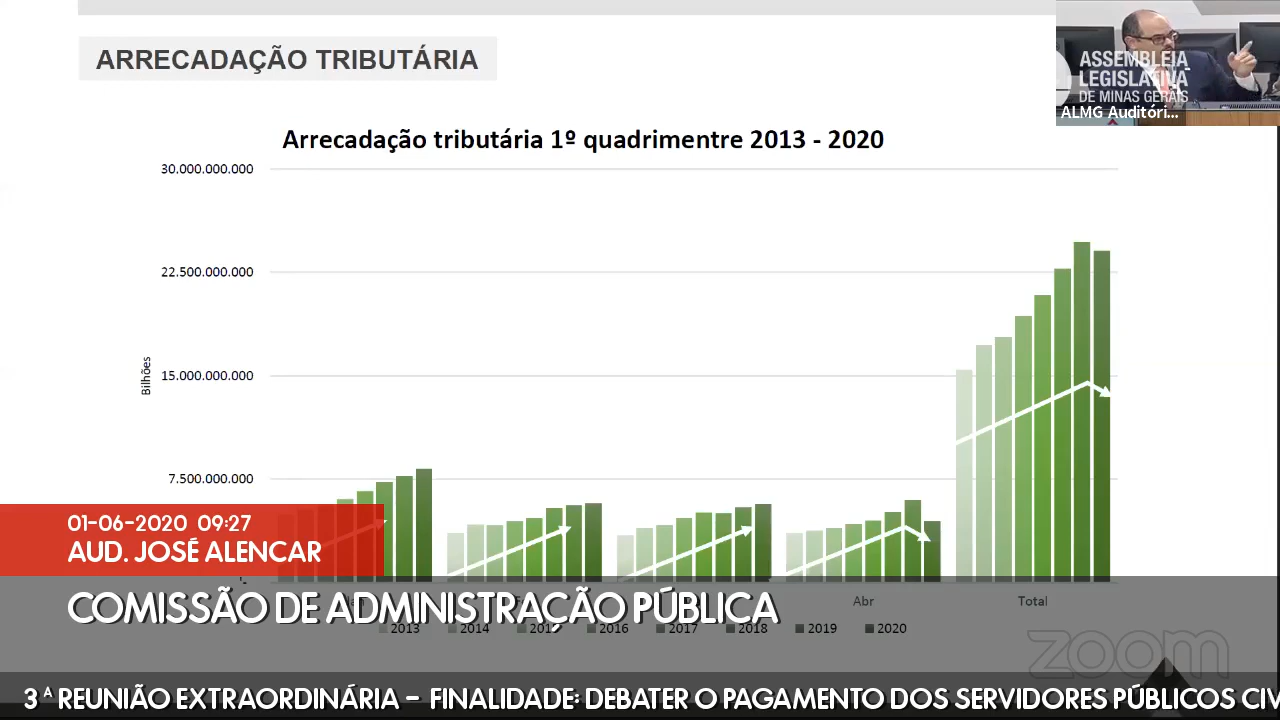 ARRECADAÇÃO TRIBUTÁRIA
ASSEMBLEIA
LEGISLATIVA
DE MINAS GERAIS
ALMG Auditóri...
Arrecadação tributária 1º quadrimentre 2013 - 2020
30.000.000.000
22.500.000.000
15.000.000.000
7.500.000.000
Bilhões
01-06-2020 09:27
AUD. JOSÉ ALENCAR
COMISSÃO DE ADMINISTRAÇÃO PÚBLICA
Abr
Total
2013
2014
2015
2016
2017
2018
2019
2020
zoom
3ª REUNIÃO EXTRAORDINÁRIA – FINALIDADE: DEBATER O PAGAMENTO DOS SERVIDORES PÚBLICOS CIV